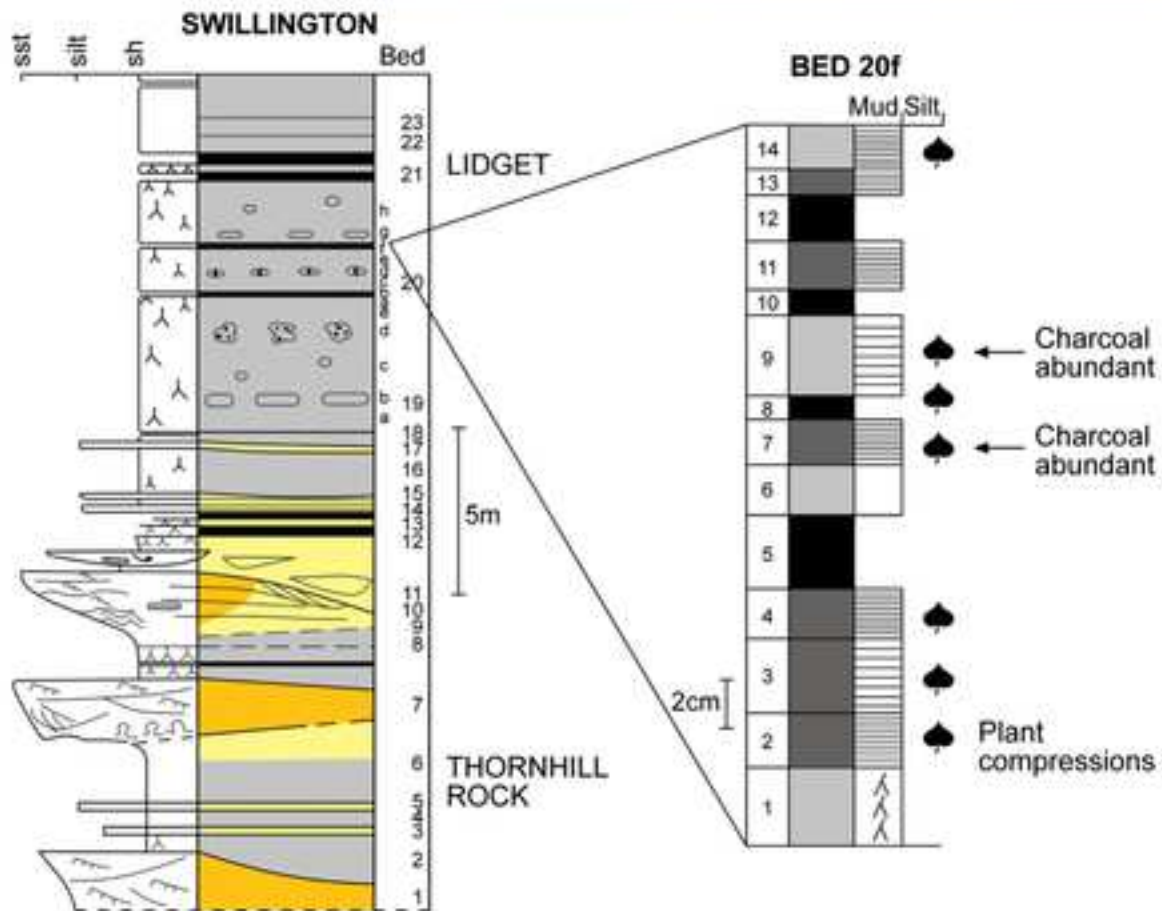 SWILLINGTON
sst
silt
sh
Bed
23
22
21
h
g
f
20
d
c
b
a
19
18
17
16
15
14
13
12
11
10
9
8
7
6
5
4
3
2
1
LIDGET
5m
THORNHILL
ROCK
BED 20f
Mud Silt
14
13
12
11
10
9
8
7
6
5
4
3
2
1
Charcoal
abundant
Charcoal
abundant
2cm
Plant
compressions